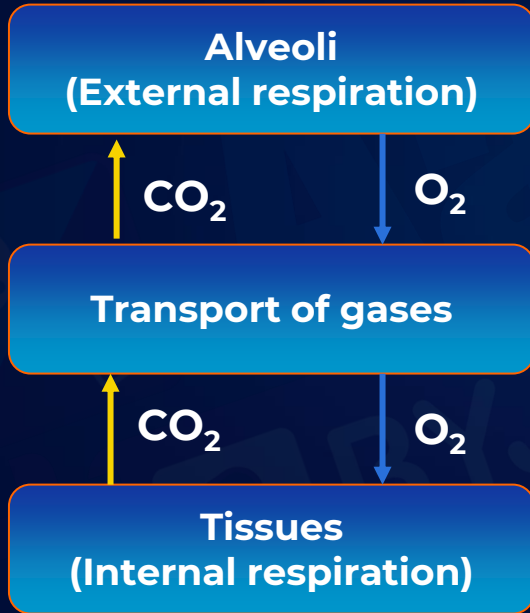 Alveoli
(External respiration)
CO₂
O₂
Transport of gases
CO₂
O₂
Tissues
(Internal respiration)